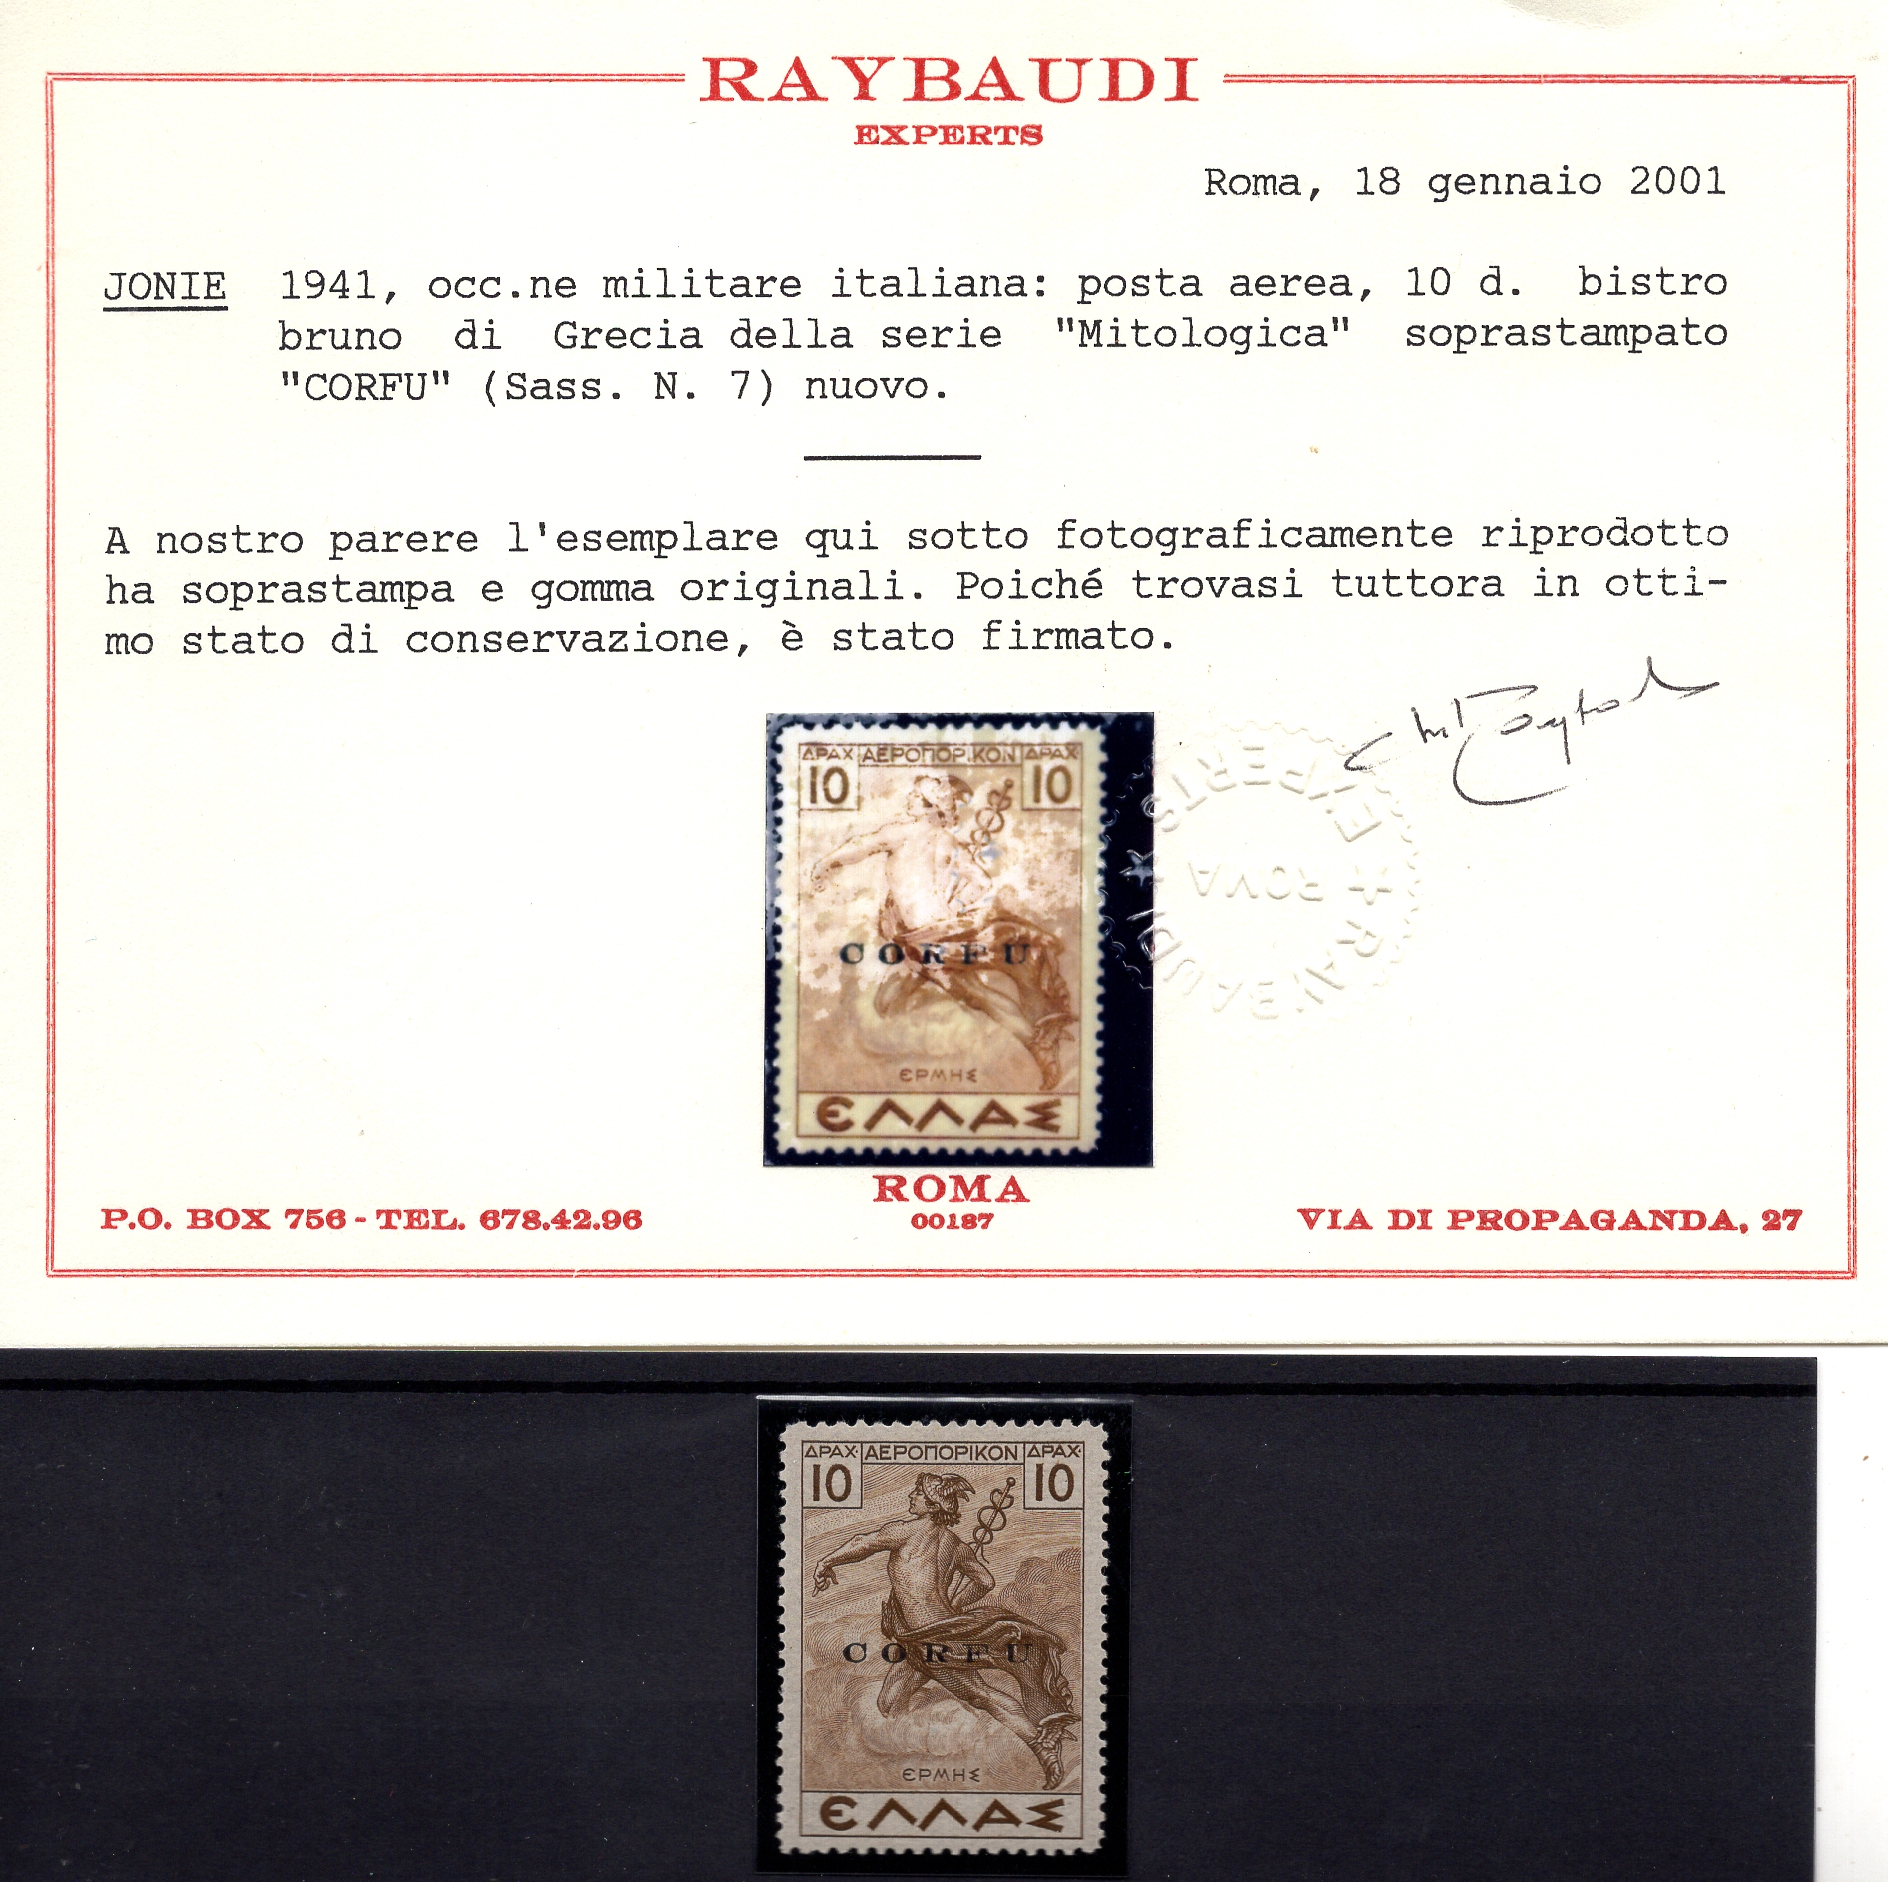 RAYBAUDI
EXPERTS
Roma, 18 gennaio 2001
JONIE 1941, occ.ne militare italiana: posta aerea, 10 d. bistro
bruno di Grecia della serie "Mitologica" soprastampato
"CORFU" (Sass. N. 7) nuovo.
A nostro parere l'esemplare qui sotto fotograficamente riprodotto
ha soprastampa e gomma originali. Poiché trovasi tuttora in otti-
mo stato di conservazione, è stato firmato.
ΔΡΑΧ ΑΕΡΟΠΟΡΙΚΟΝ ΔΡΑΧ
10 10
CORFU
ΕΡΜΗΣ
ΕΛΛΑΣ
RAYBAUDI ★ EXPERTS ★
ROMA
ROMA
00187
P.O. BOX 756 - TEL. 678.42.96
VIA DI PROPAGANDA, 27
ΔΡΑΧ· ΑΕΡΟΠΟΡΙΚΟΝ ΔΡΑΧ·
10 10
CORFU
ΕΡΜΗΣ
ΕΛΛΑΣ